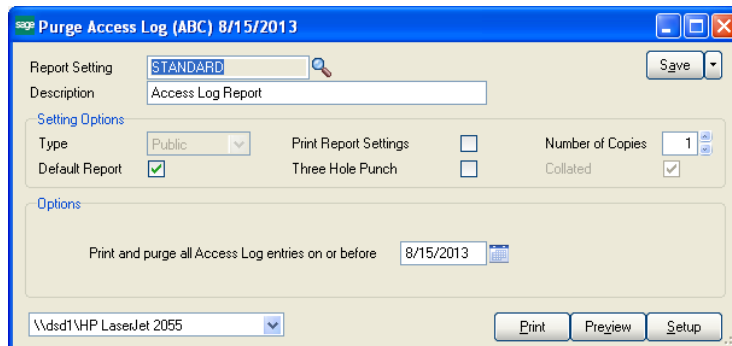 sage Purge Access Log (ABC) 8/15/2013
Report Setting STANDARD Save
Description Access Log Report
Setting Options
Type Public Print Report Settings Number of Copies 1
Default Report Three Hole Punch Collated
Options
Print and purge all Access Log entries on or before 8/15/2013
\\dsd1\HP LaserJet 2055 Print Preview Setup